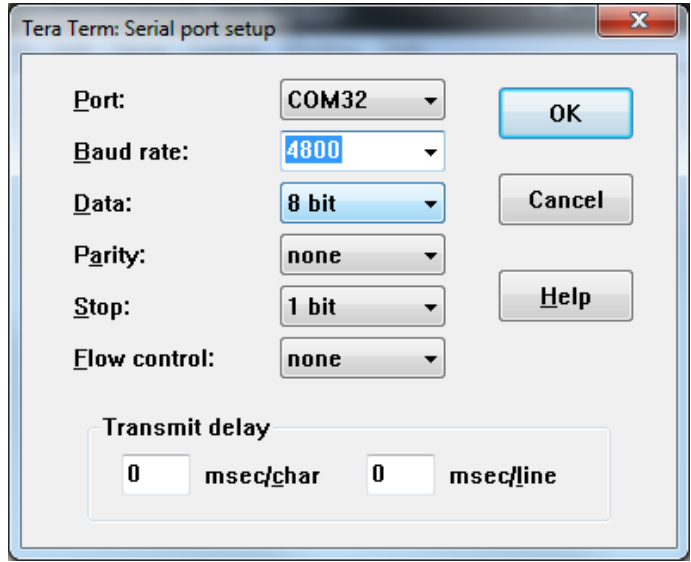 Tera Term: Serial port setup
Port: COM32 OK
Baud rate: 4800
Data: 8 bit Cancel
Parity: none
Stop: 1 bit Help
Flow control: none
Transmit delay
0 msec/char 0 msec/line